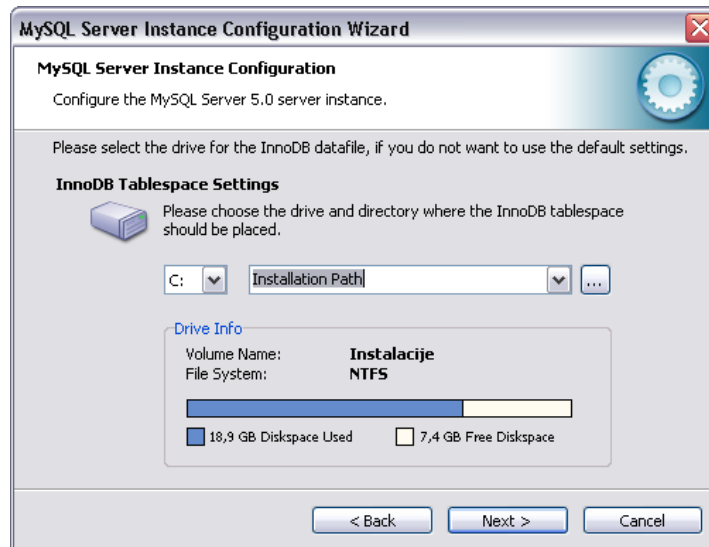 MySQL Server Instance Configuration Wizard
MySQL Server Instance Configuration
Configure the MySQL Server 5.0 server instance.
Please select the drive for the InnoDB datafile, if you do not want to use the default settings.
InnoDB Tablespace Settings
Please choose the drive and directory where the InnoDB tablespace
should be placed.
C: Installation Path ...
Drive Info
Volume Name: Instalacije
File System: NTFS
18,9 GB Diskspace Used 7,4 GB Free Diskspace
< Back Next > Cancel